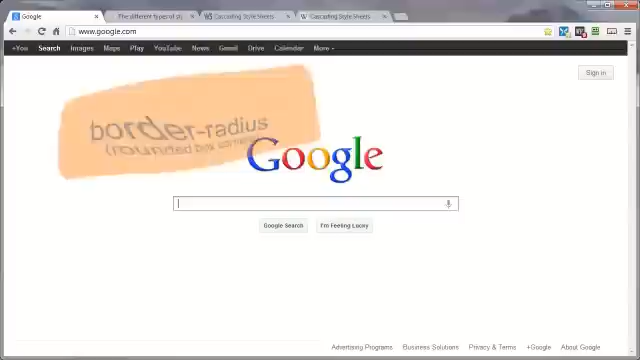 Google
The different types of pr
Cascading Style Sheets
Cascading Style Sheets
www.google.com
+You Search Images Maps Play YouTube News Gmail Drive Calendar More
Sign in
border-radius
(rounded box corners)
Google
Google Search I'm Feeling Lucky
Advertising Programs Business Solutions Privacy & Terms +Google About Google